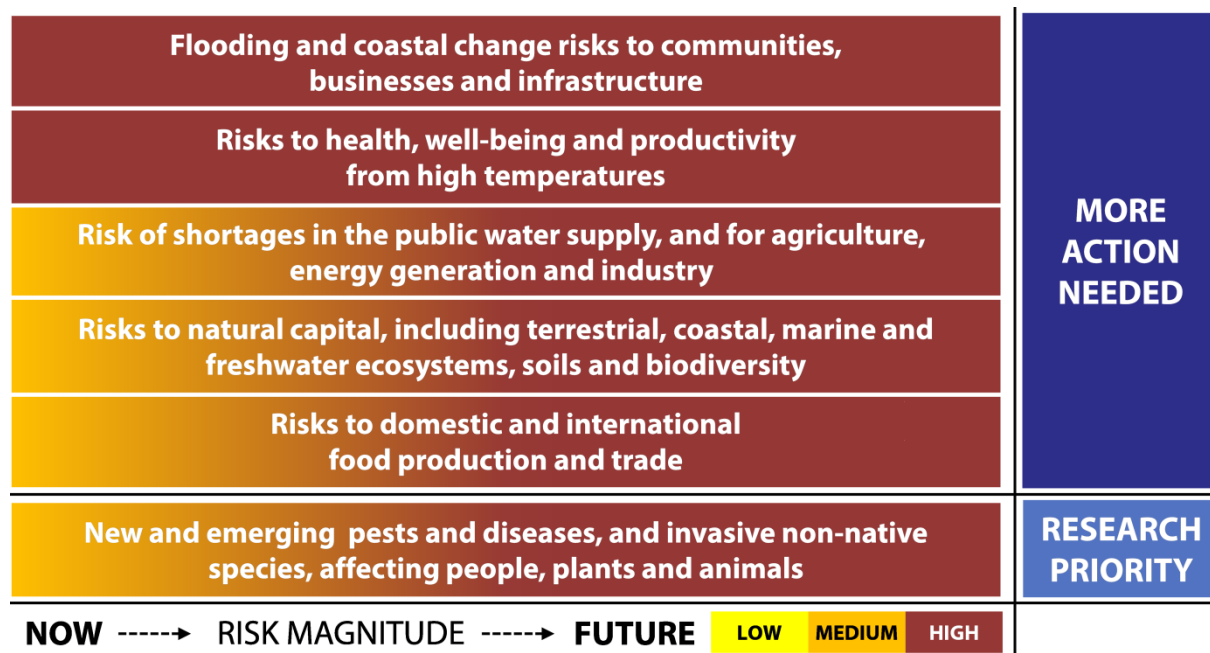 Flooding and coastal change risks to communities,
businesses and infrastructure
Risks to health, well-being and productivity
from high temperatures
Risk of shortages in the public water supply, and for agriculture,
energy generation and industry
Risks to natural capital, including terrestrial, coastal, marine and
freshwater ecosystems, soils and biodiversity
Risks to domestic and international
food production and trade
MORE
ACTION
NEEDED
New and emerging pests and diseases, and invasive non-native
species, affecting people, plants and animals
RESEARCH
PRIORITY
NOW RISK MAGNITUDE FUTURE LOW MEDIUM HIGH